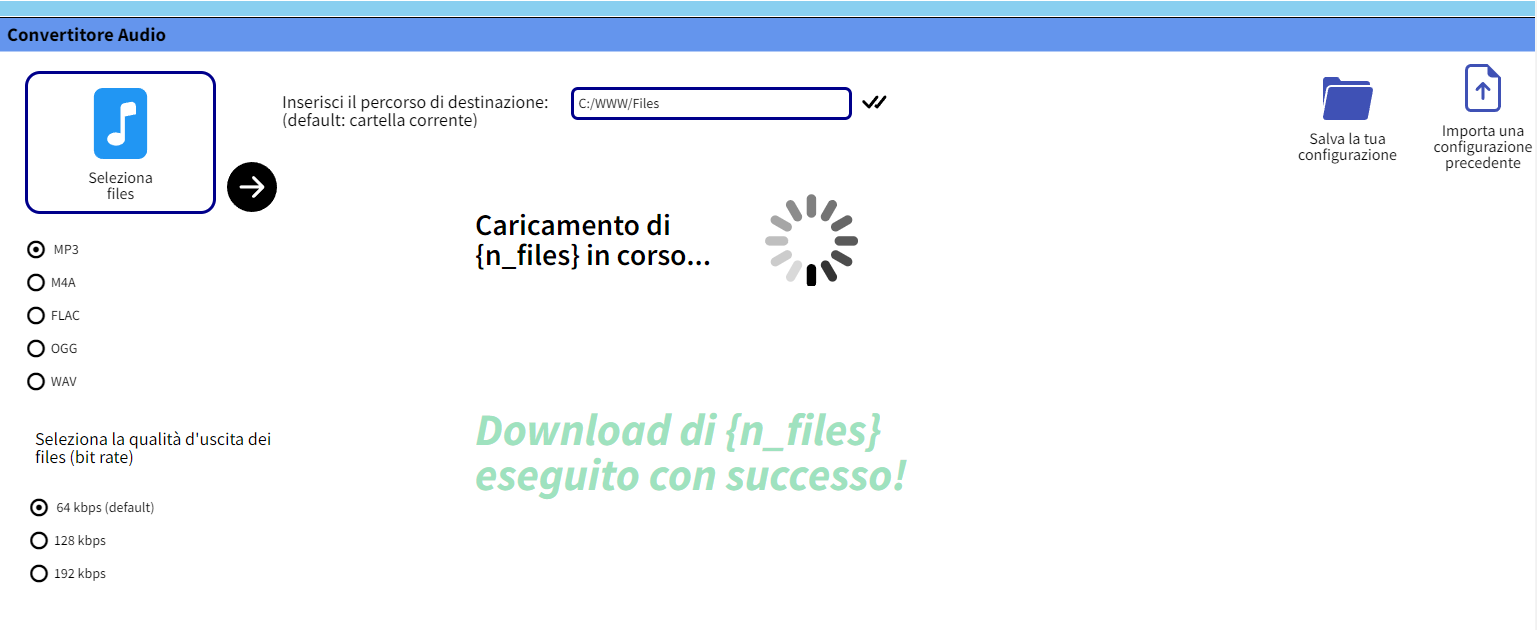 Convertitore Audio
Seleziona
files
Inserisci il percorso di destinazione:
(default: cartella corrente)
C:/WWW/Files
Salva la tua
configurazione
Importa una
configurazione
precedente
Caricamento di
{n_files} in corso...
MP3
M4A
FLAC
OGG
WAV
Download di {n_files}
eseguito con successo!
Seleziona la qualità d'uscita dei
files (bit rate)
64 kbps (default)
128 kbps
192 kbps